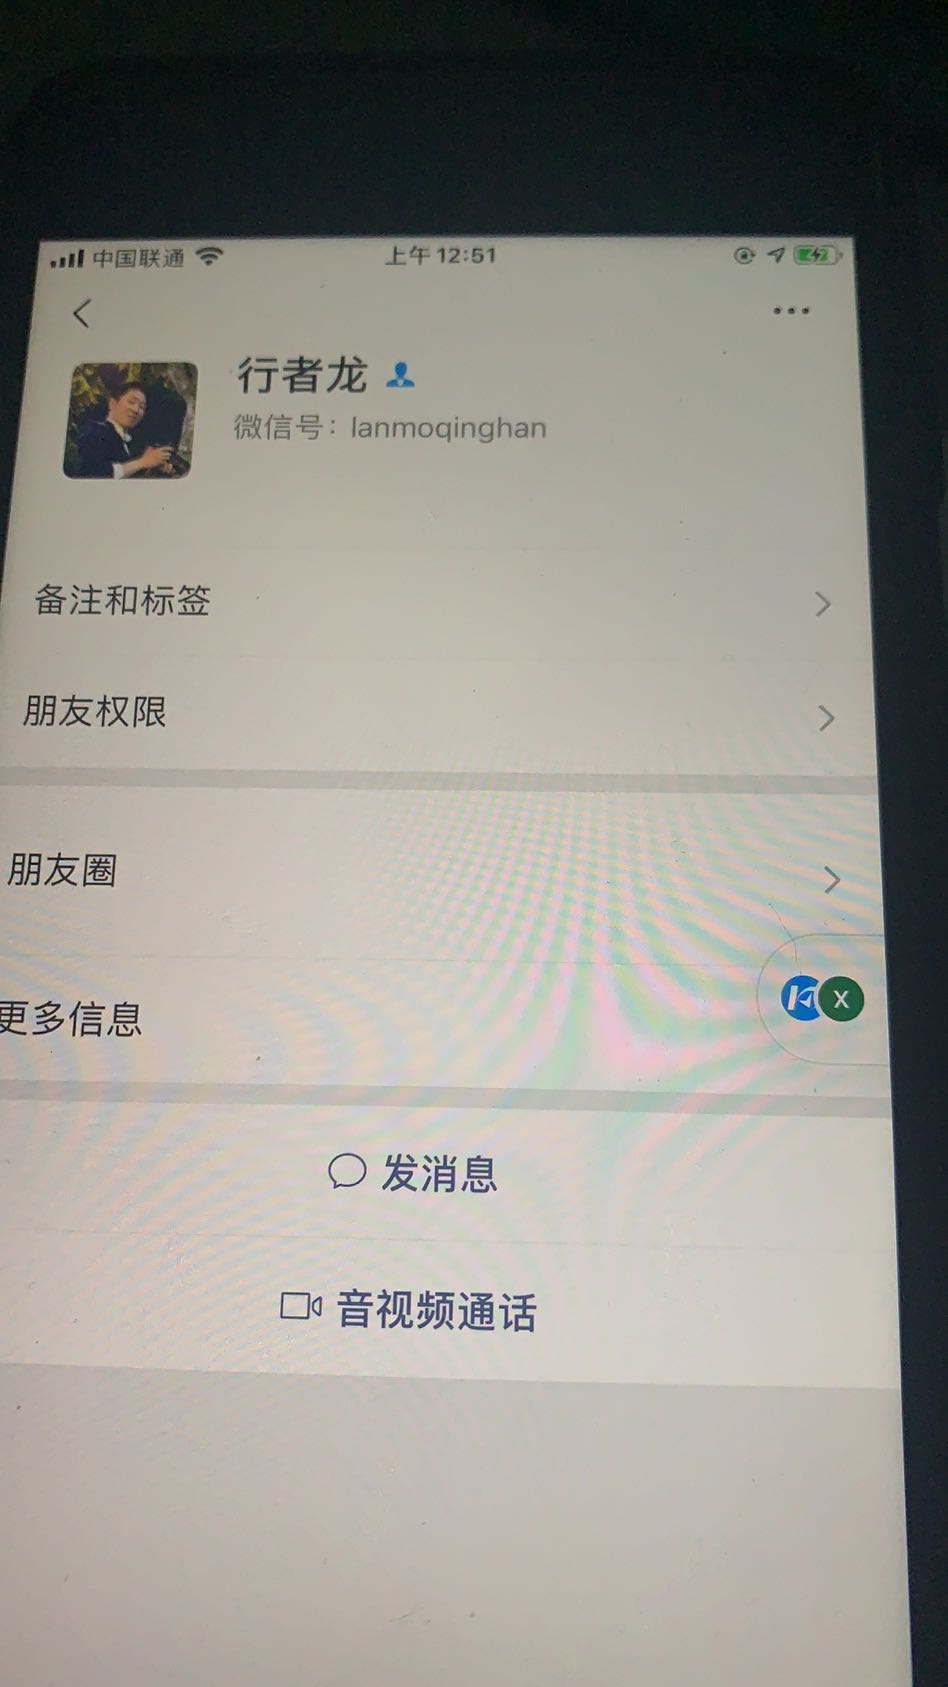 中国联通 上午12:51
行者龙
微信号：lanmoqinghan
备注和标签
朋友权限
朋友圈
更多信息
X
发消息
音视频通话